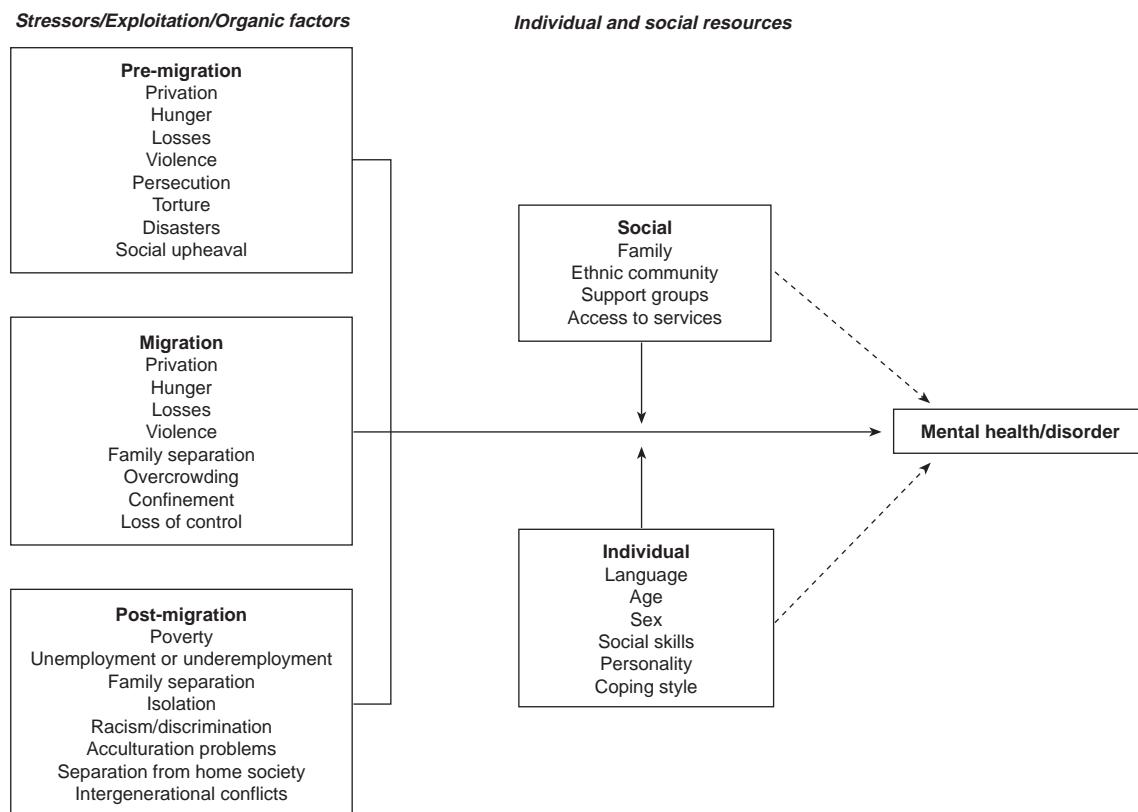 Stressors/Exploitation/Organic factors
Individual and social resources
Pre-migration
Privation
Hunger
Losses
Violence
Persecution
Torture
Disasters
Social upheaval
Migration
Privation
Hunger
Losses
Violence
Family separation
Overcrowding
Confinement
Loss of control
Post-migration
Poverty
Unemployment or underemployment
Family separation
Isolation
Racism/discrimination
Acculturation problems
Separation from home society
Intergenerational conflicts
Social
Family
Ethnic community
Support groups
Access to services
Individual
Language
Age
Sex
Social skills
Personality
Coping style
Mental health/disorder